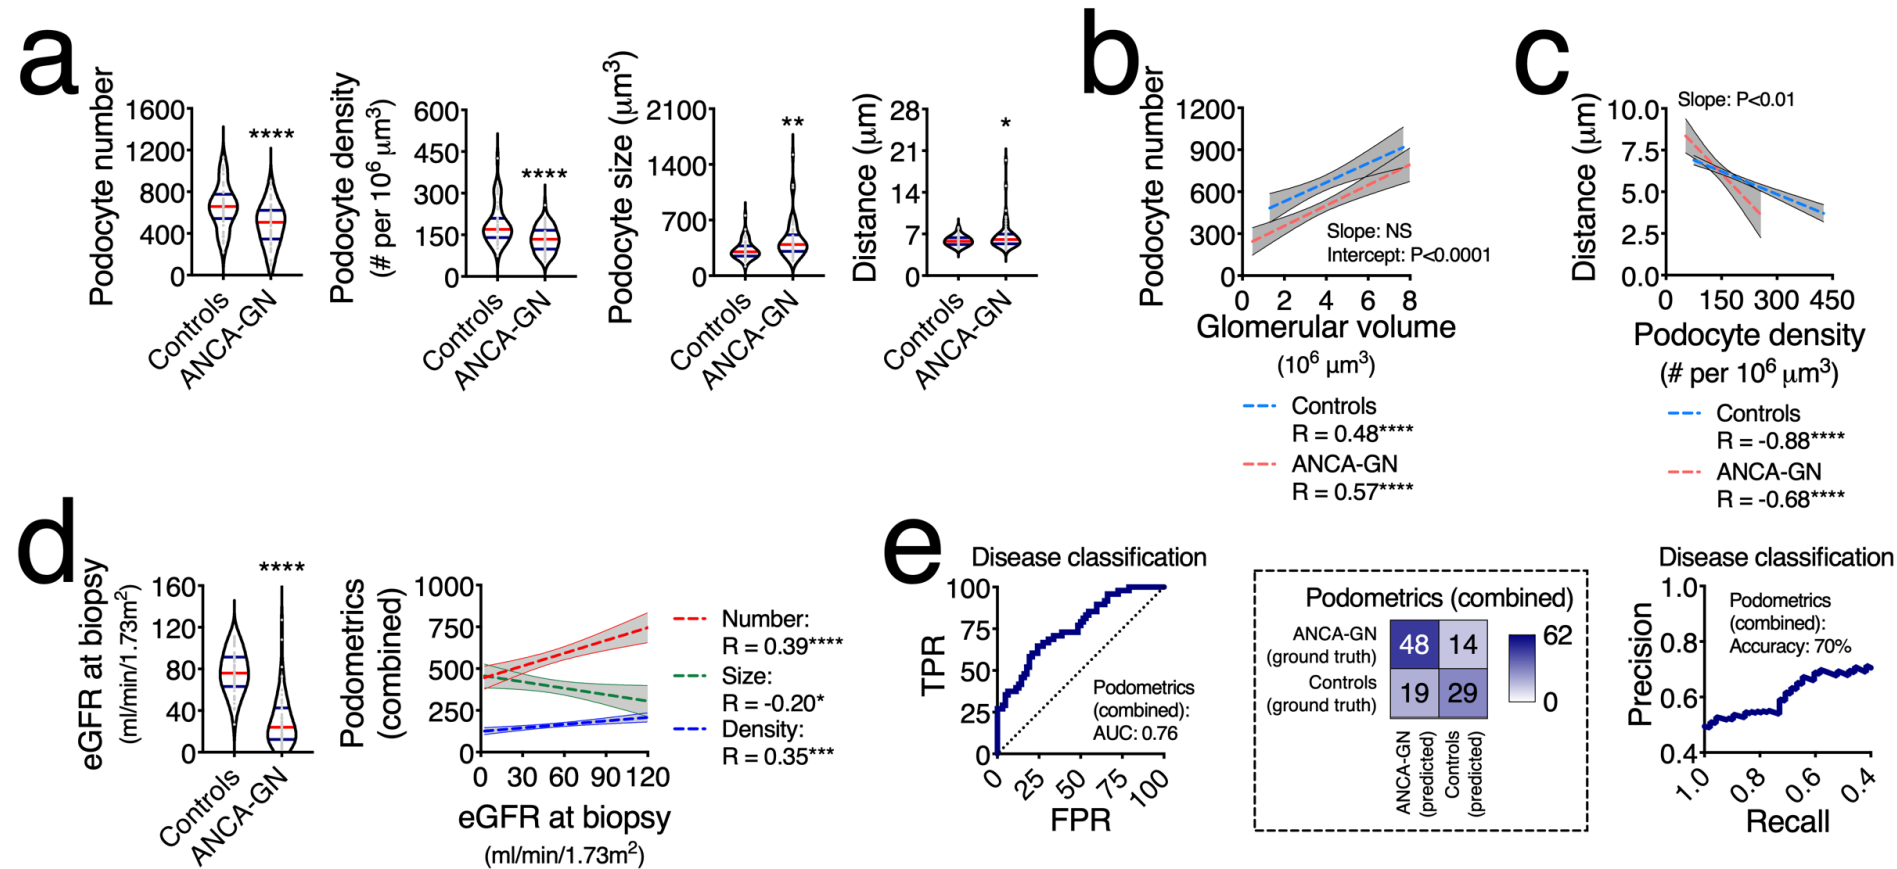 a
Podocyte number
1600
1200
800
400
0
****
Controls
ANCA-GN
Podocyte density
(# per 10⁶ μm³)
600
450
300
150
0
****
Controls
ANCA-GN
Podocyte size (μm³)
2100
1400
700
0
**
Controls
ANCA-GN
Distance (μm)
28
21
14
7
0
*
Controls
ANCA-GN
b
Podocyte number
1200
900
600
300
0
Slope: NS
Intercept: P<0.0001
0 2 4 6 8
Glomerular volume
(10⁶ μm³)
Controls
R = 0.48****
ANCA-GN
R = 0.57****
c
Distance (μm)
Slope: P<0.01
10.0
7.5
5.0
2.5
0.0
0 150 300 450
Podocyte density
(# per 10⁶ μm³)
Controls
R = -0.88****
ANCA-GN
R = -0.68****
d
eGFR at biopsy
(ml/min/1.73m²)
160
120
80
40
0
****
Controls
ANCA-GN
Podometrics
(combined)
1000
750
500
250
0
0 30 60 90 120
eGFR at biopsy
(ml/min/1.73m²)
Number:
R = 0.39****
Size:
R = -0.20*
Density:
R = 0.35***
e
Disease classification
TPR
100
75
50
25
0
Podometrics
(combined):
AUC: 0.76
0 25 50 75 100
FPR
Podometrics (combined)
ANCA-GN
(ground truth)
48 14
Controls
(ground truth)
19 29
ANCA-GN
(predicted)
Controls
(predicted)
62
0
Disease classification
Precision
1.0
0.8
0.6
0.4
Podometrics
(combined):
Accuracy: 70%
1.0 0.8 0.6 0.4
Recall